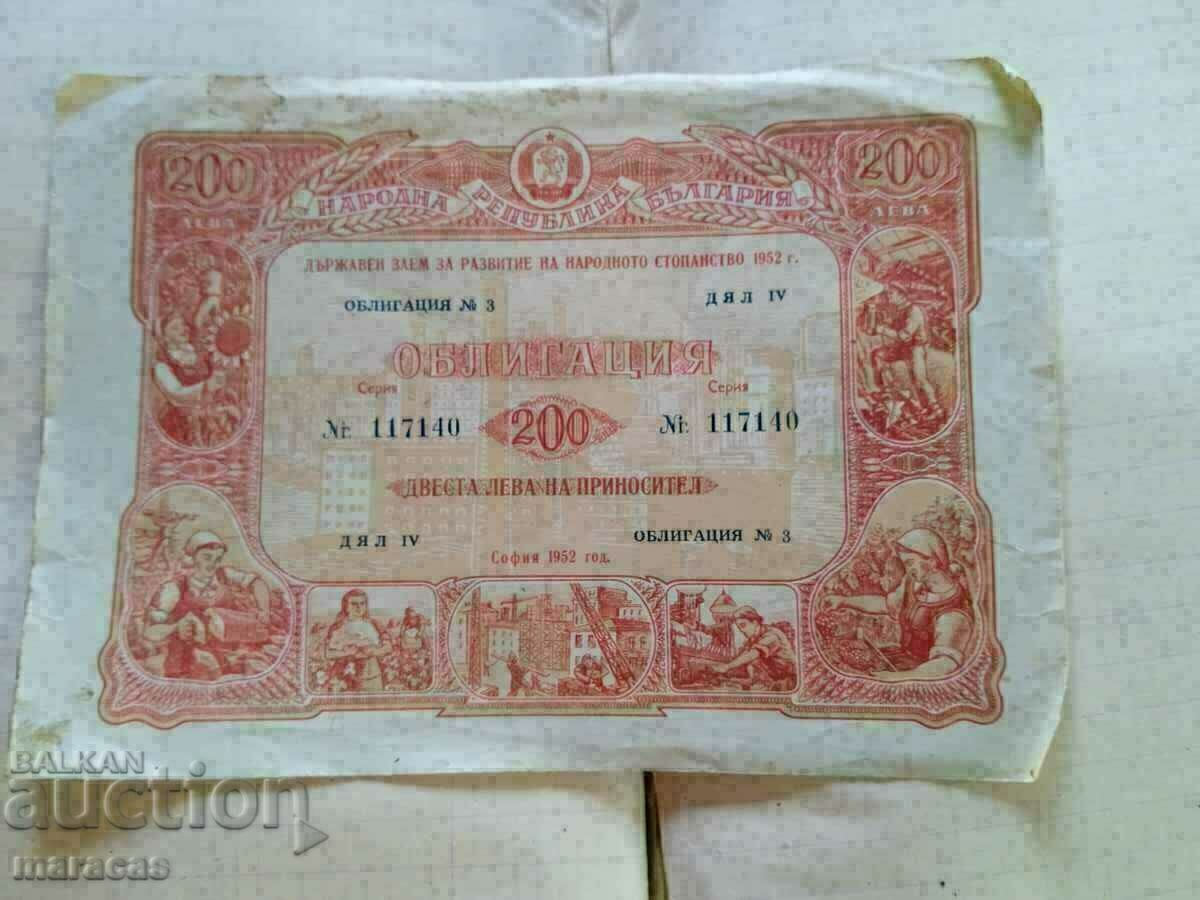 200 200
ЛЕВА ЛЕВА
НАРОДНА РЕПУБЛИКА БЪЛГАРИЯ
ДЪРЖАВЕН ЗАЕМ ЗА РАЗВИТИЕ НА НАРОДНОТО СТОПАНСТВО 1952 г.
ОБЛИГАЦИЯ № 3 ДЯЛ IV
ОБЛИГАЦИЯ
Серия Серия
№ 117140 200 № 117140
ДВЕСТА ЛЕВА НА ПРИНОСИТЕЛ
ДЯЛ IV ОБЛИГАЦИЯ № 3
София 1952 год.
BALKAN
auction
maracas